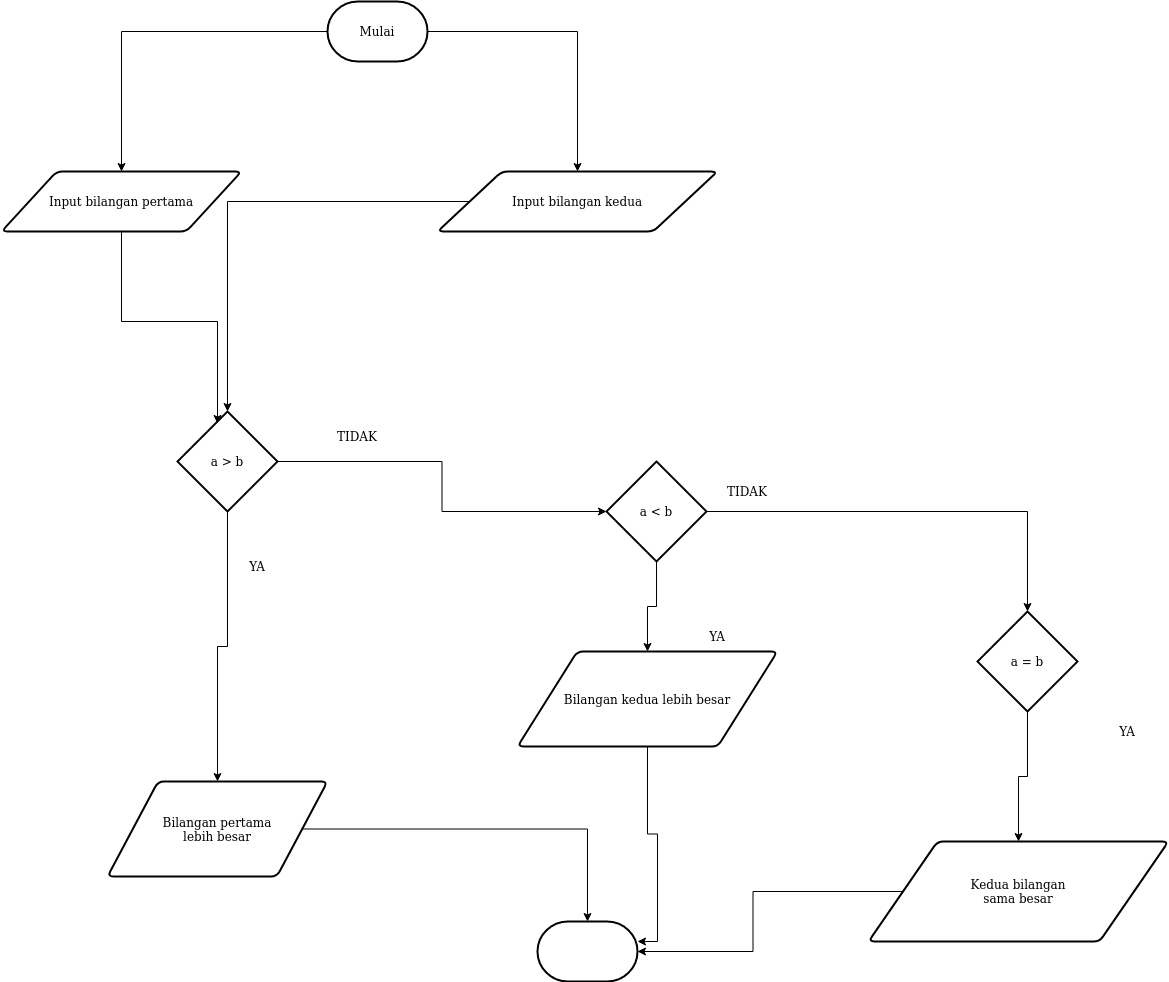 Mulai
Input bilangan pertama
Input bilangan kedua
a > b
TIDAK
a < b
TIDAK
YA
YA
a = b
Bilangan kedua lebih besar
YA
Bilangan pertama
lebih besar
Kedua bilangan
sama besar